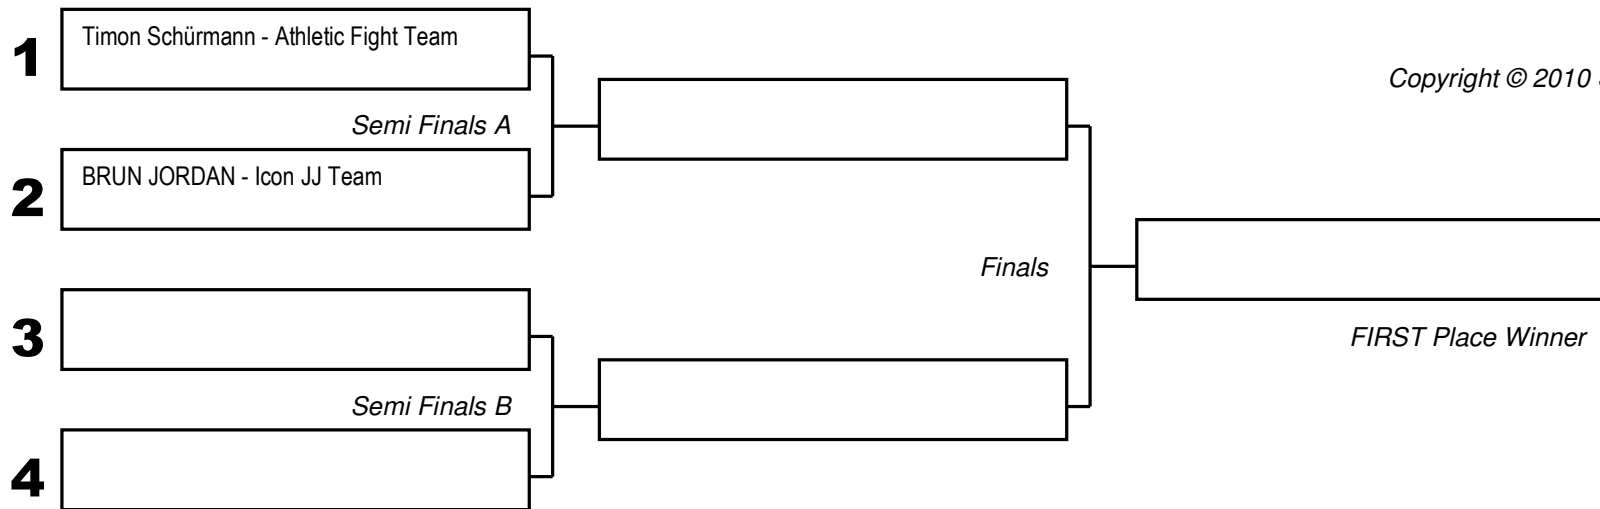 1
Timon Schürmann - Athletic Fight Team
Copyright © 2010
Semi Finals A
2
BRUN JORDAN - Icon JJ Team
Finals
3
FIRST Place Winner
Semi Finals B
4